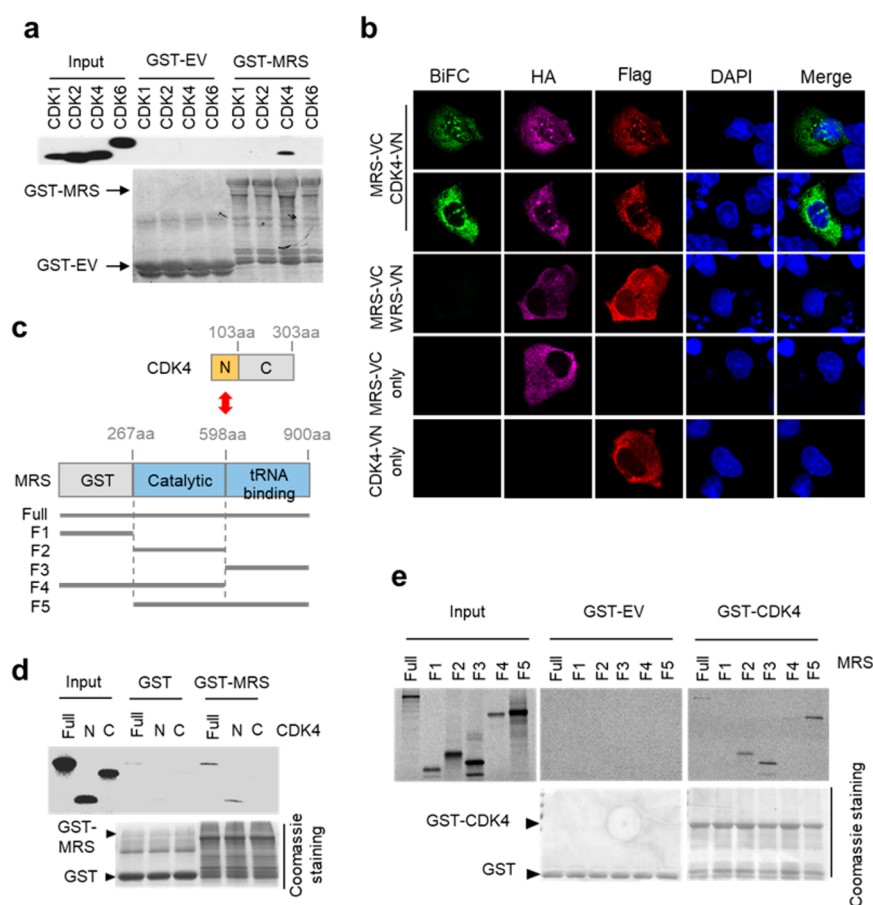 a
Input GST-EV GST-MRS
CDK1 CDK2 CDK4 CDK6 CDK1 CDK2 CDK4 CDK6 CDK1 CDK2 CDK4 CDK6
GST-MRS
GST-EV
b
BiFC HA Flag DAPI Merge
MRS-VC
CDK4-VN
MRS-VC
WRS-VN
MRS-VC
only
CDK4-VN
only
c
103aa 303aa
CDK4 N C
267aa 598aa 900aa
MRS GST Catalytic tRNA
binding
Full
F1
F2
F3
F4
F5
d
Input GST GST-MRS
Full N C Full N C Full N C CDK4
GST-
MRS
GST
Coomassie
staining
e
Input GST-EV GST-CDK4
Full F1 F2 F3 F4 F5 Full F1 F2 F3 F4 F5 Full F1 F2 F3 F4 F5 MRS
GST-CDK4
GST
Coomassie staining